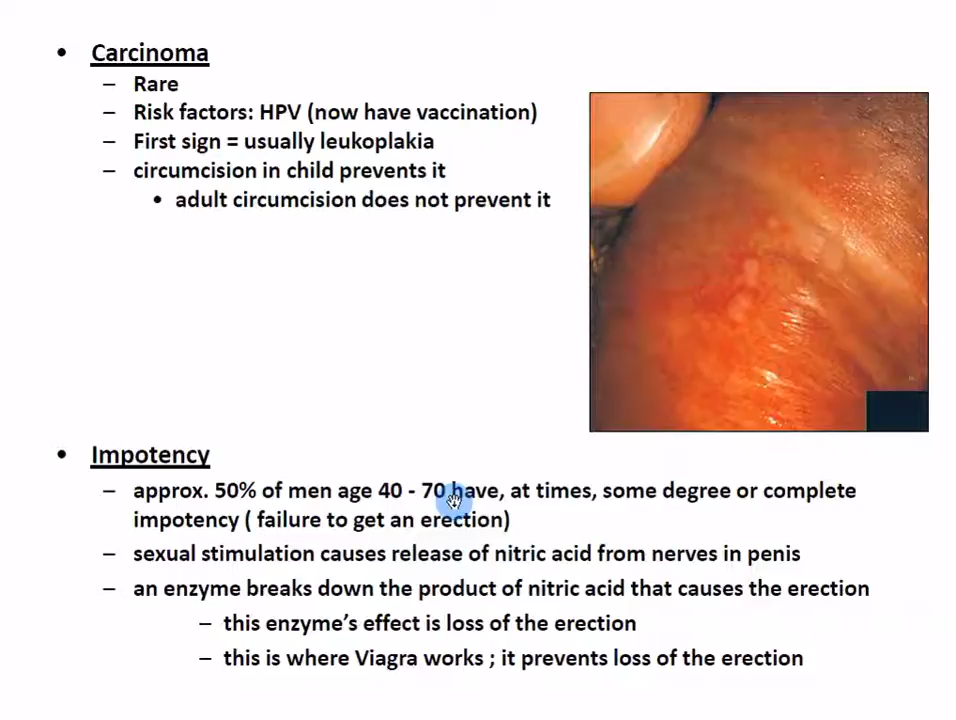 • Carcinoma
– Rare
– Risk factors: HPV (now have vaccination)
– First sign = usually leukoplakia
– circumcision in child prevents it
• adult circumcision does not prevent it
• Impotency
– approx. 50% of men age 40 - 70 have, at times, some degree or complete
impotency ( failure to get an erection)
– sexual stimulation causes release of nitric acid from nerves in penis
– an enzyme breaks down the product of nitric acid that causes the erection
– this enzyme’s effect is loss of the erection
– this is where Viagra works ; it prevents loss of the erection